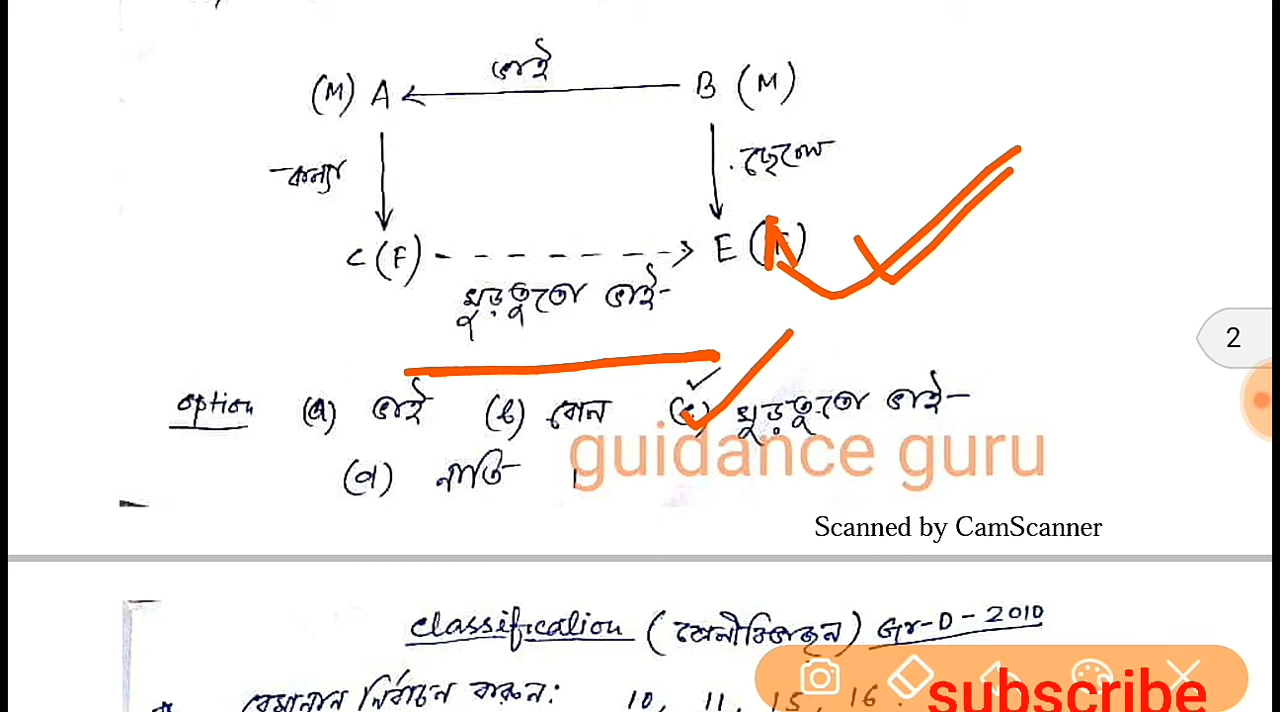 ভাই
(M) A B (M)
কন্যা ছেলে
C (F) E
খুড়তুতো ভাই
option (a) ভাই (b) বোন (c) খুড়তুতো ভাই
(d) নাতি ।
guidance guru
Scanned by CamScanner
2
classification (শ্রেনীবিভাজন) Gr-D - 2010
বেমানান নির্বাচন করুন: 10, 11, 15, 16
subscribe